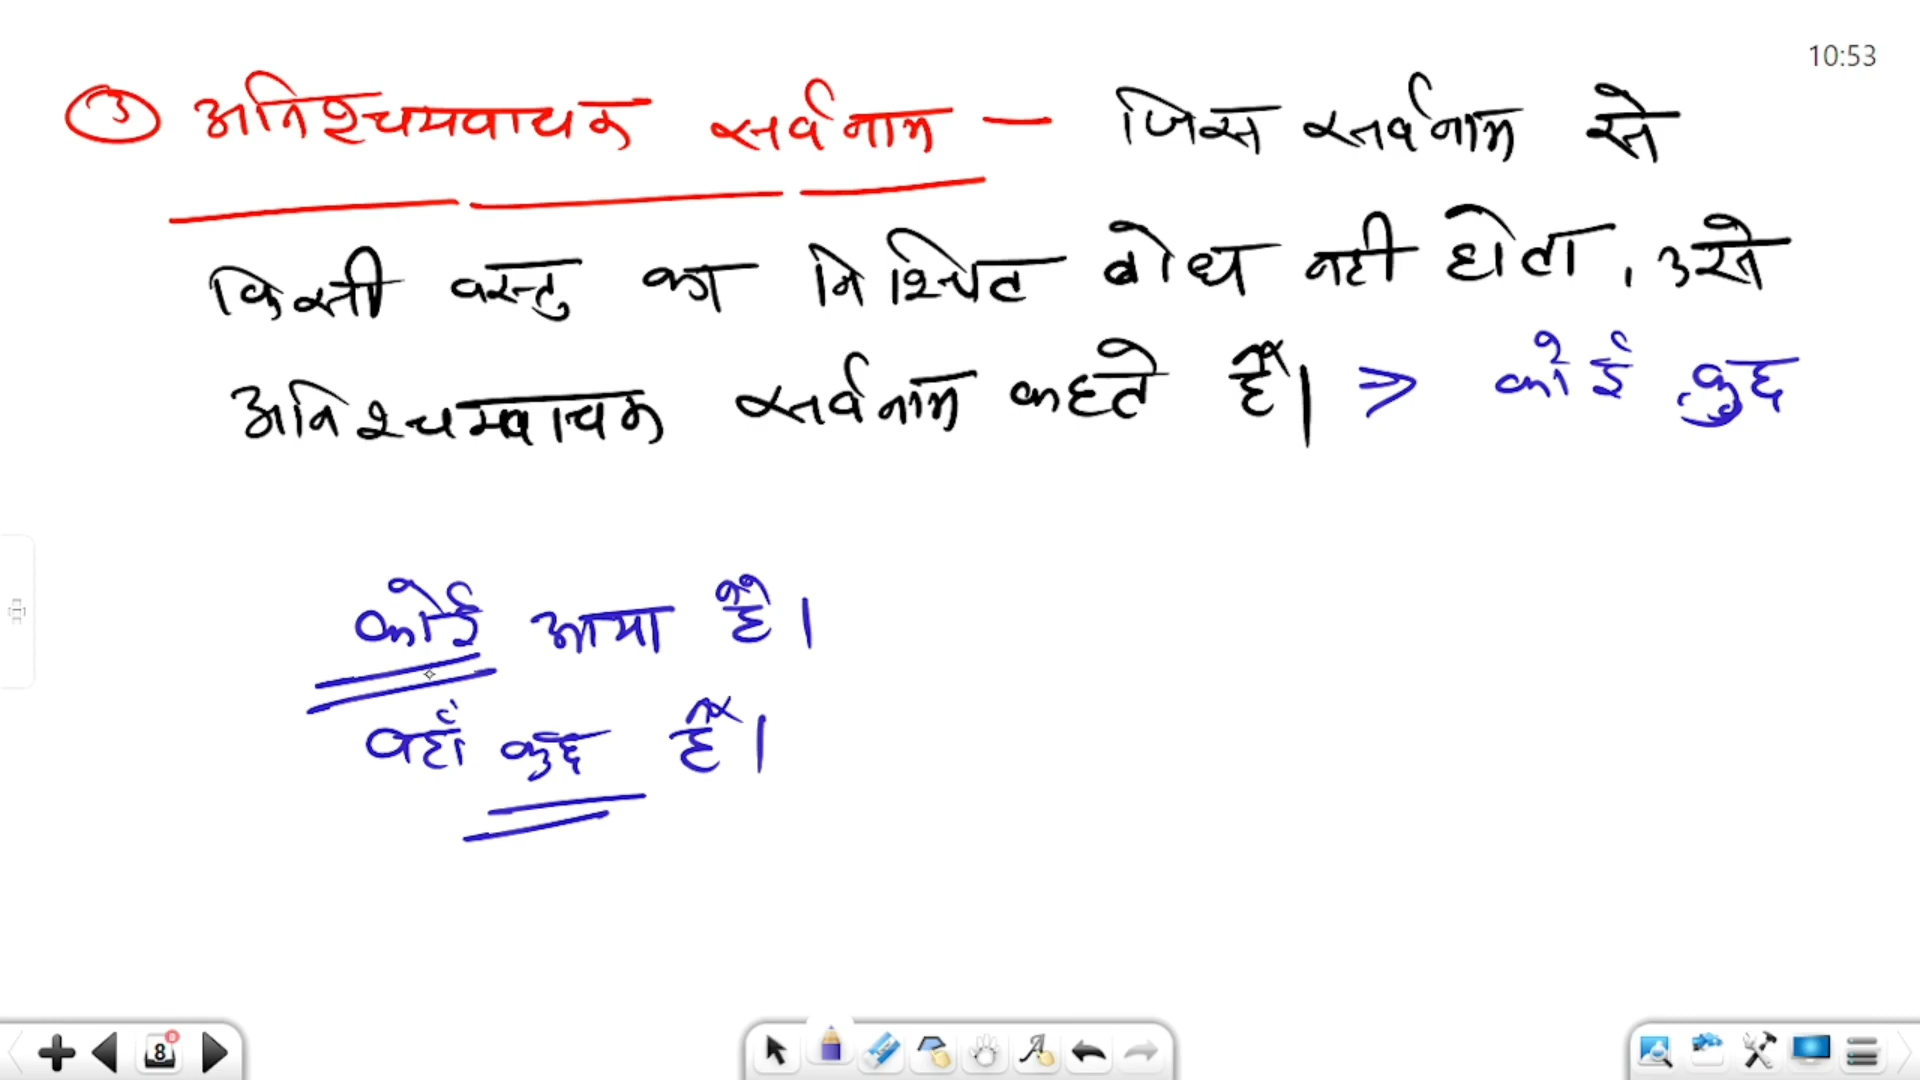 10:53
③ अनिश्चयवाचक सर्वनाम — जिस सर्वनाम से
किसी वस्तु का निश्चित बोध नही होता, उसे
अनिश्चयवाचक सर्वनाम कहते हैं। => कोई कुछ
कोई आया है।
वहाँ कुछ हैं।
8